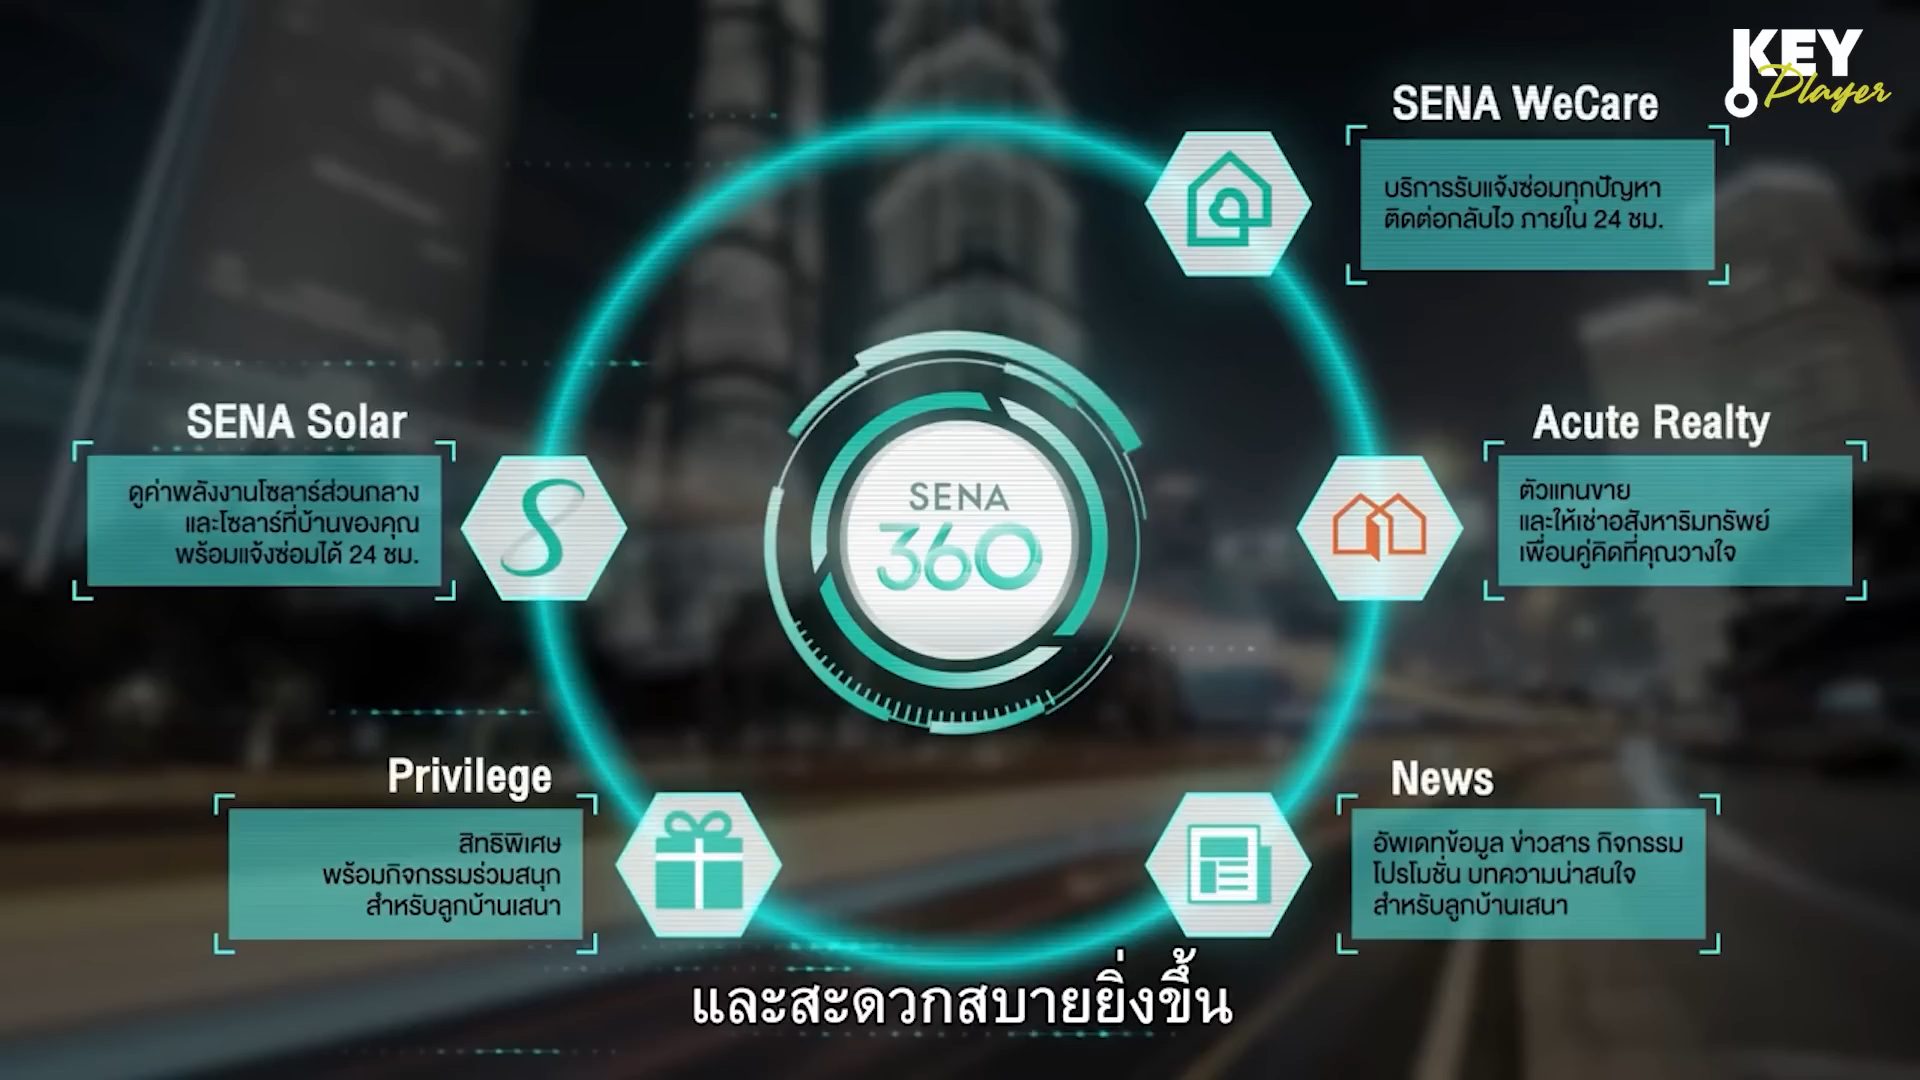 KEY
Player
SENA WeCare
บริการรับแจ้งซ่อมทุกปัญหา
ติดต่อกลับไว ภายใน 24 ชม.
SENA Solar
ดูค่าพลังงานโซลาร์ส่วนกลาง
และโซลาร์ที่บ้านของคุณ
พร้อมแจ้งซ่อมได้ 24 ชม.
SENA
360
Acute Realty
ตัวแทนขาย
และให้เช่าอสังหาริมทรัพย์
เพื่อนคู่คิดที่คุณวางใจ
Privilege
สิทธิพิเศษ
พร้อมกิจกรรมร่วมสนุก
สำหรับลูกบ้านเสนา
News
อัพเดทข้อมูล ข่าวสาร กิจกรรม
โปรโมชั่น บทความน่าสนใจ
สำหรับลูกบ้านเสนา
และสะดวกสบายยิ่งขึ้น